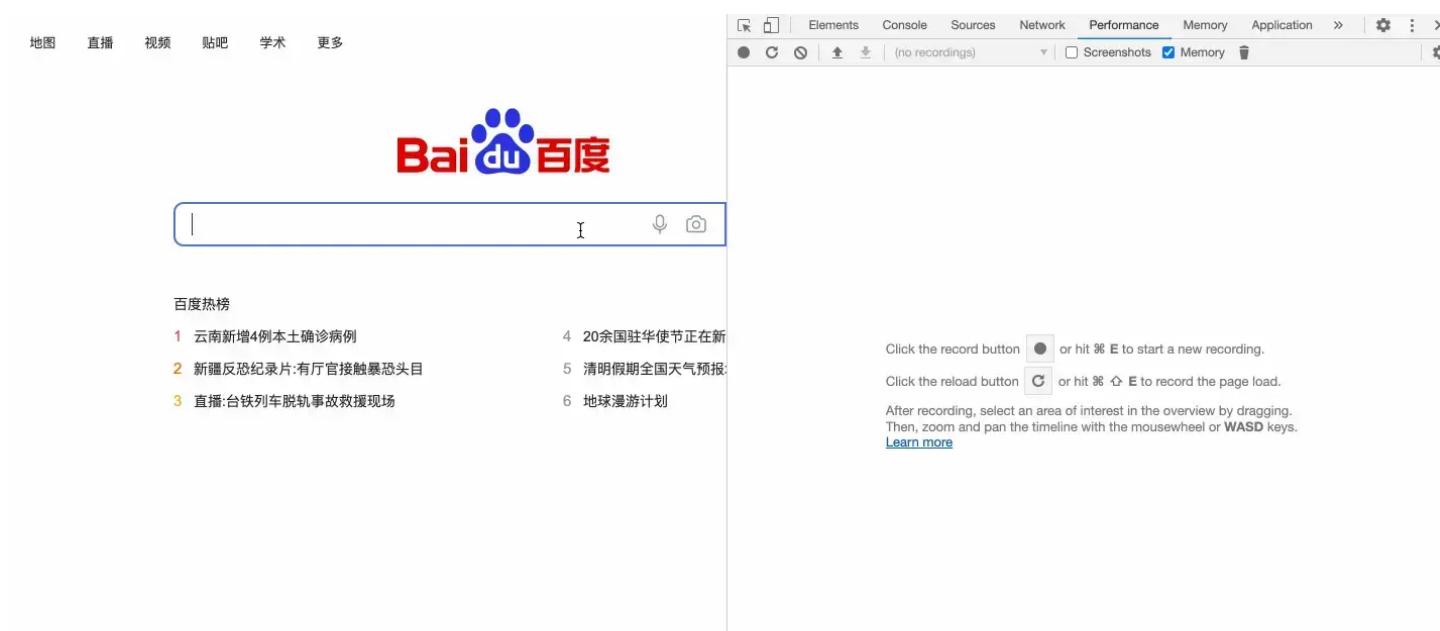 地图 直播 视频 贴吧 学术 更多
Baidu百度
百度热榜
1 云南新增4例本土确诊病例
2 新疆反恐纪录片:有厅官接触暴恐头目
3 直播:台铁列车脱轨事故救援现场
4 20余国驻华使节正在新
5 清明假期全国天气预报
6 地球漫游计划
Elements Console Sources Network Performance Memory Application »
(no recordings) Screenshots Memory
Click the record button or hit ⌘ E to start a new recording.
Click the reload button or hit ⌘ ⇧ E to record the page load.
After recording, select an area of interest in the overview by dragging.
Then, zoom and pan the timeline with the mousewheel or WASD keys.
Learn more